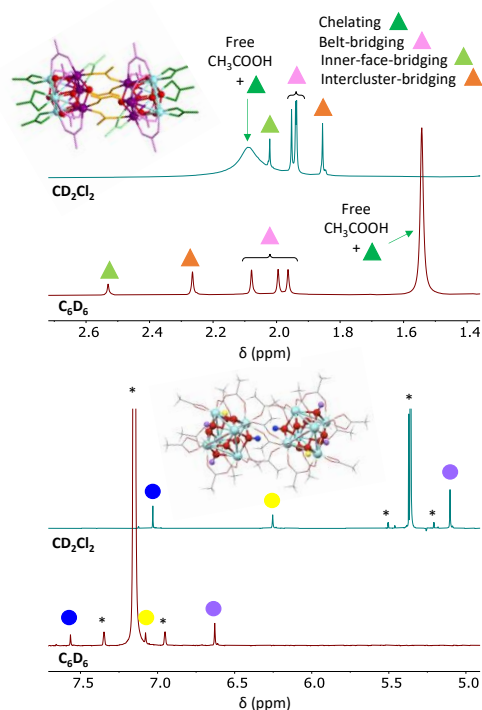 Chelating
Belt-bridging
Inner-face-bridging
Intercluster-bridging
Free
CH₃COOH
+
CD₂Cl₂
Free
CH₃COOH
+
C₆D₆
2.6 2.4 2.2 2.0 1.8 1.6 1.4
δ (ppm)
* *
* *
CD₂Cl₂
* *
C₆D₆
7.5 7.0 6.5 6.0 5.5 5.0
δ (ppm)